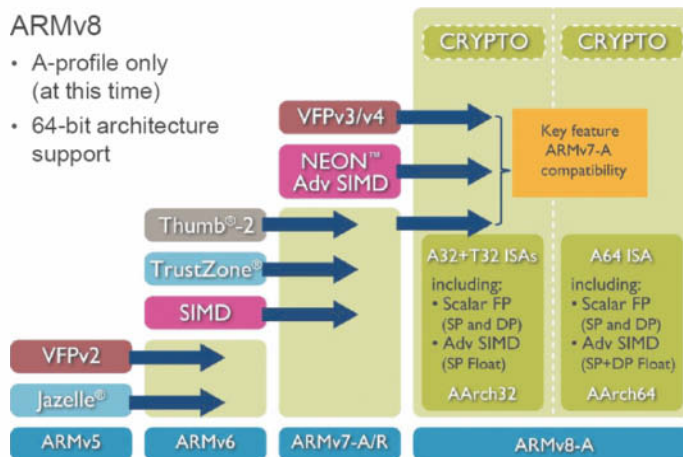 ARMv8
• A-profile only
(at this time)
• 64-bit architecture
support
CRYPTO
CRYPTO
VFPv3/v4
NEON™
Adv SIMD
Key feature
ARMv7-A
compatibility
Thumb®-2
TrustZone®
SIMD
A32+T32 ISAs
including:
• Scalar FP
(SP and DP)
• Adv SIMD
(SP Float)
AArch32
A64 ISA
including:
• Scalar FP
(SP and DP)
• Adv SIMD
(SP+DP Float)
AArch64
VFPv2
Jazelle®
ARMv5
ARMv6
ARMv7-A/R
ARMv8-A